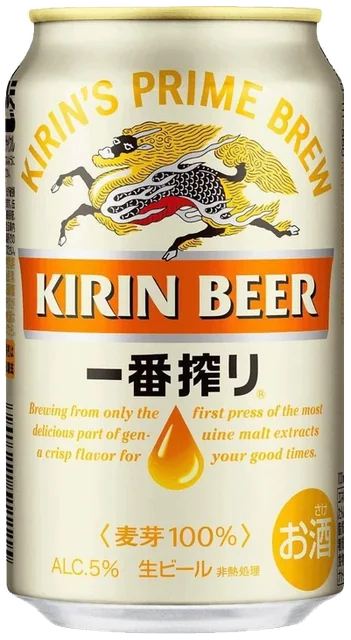 KIRIN'S PRIME BREW
KIRIN BEER
一番搾り®
Brewing from only the first press of the most
delicious part of gen- uine malt extracts
a crisp flavor for your good times.
〈麦芽100%〉
さけ
お酒
ALC.5% 生ビール 非熱処理